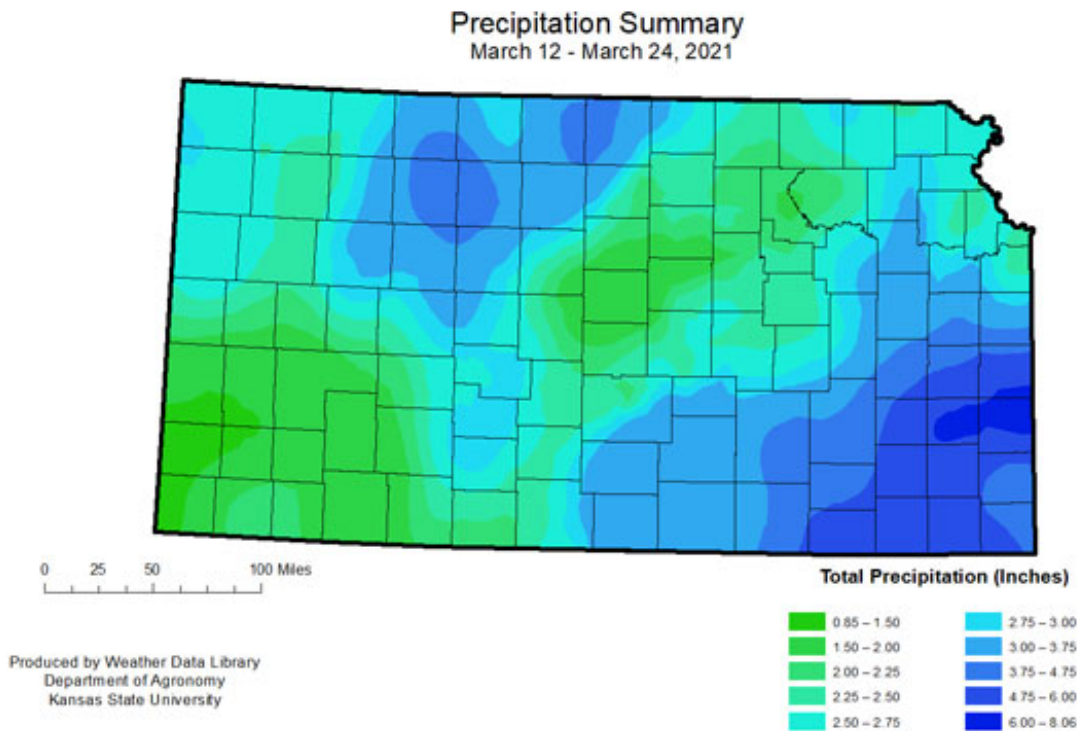 Precipitation Summary
March 12 - March 24, 2021
0 25 50 100 Miles
Total Precipitation (Inches)
0.85 – 1.50
1.50 – 2.00
2.00 – 2.25
2.25 – 2.50
2.50 – 2.75
2.75 – 3.00
3.00 – 3.75
3.75 – 4.75
4.75 – 6.00
6.00 – 8.06
Produced by Weather Data Library
Department of Agronomy
Kansas State University